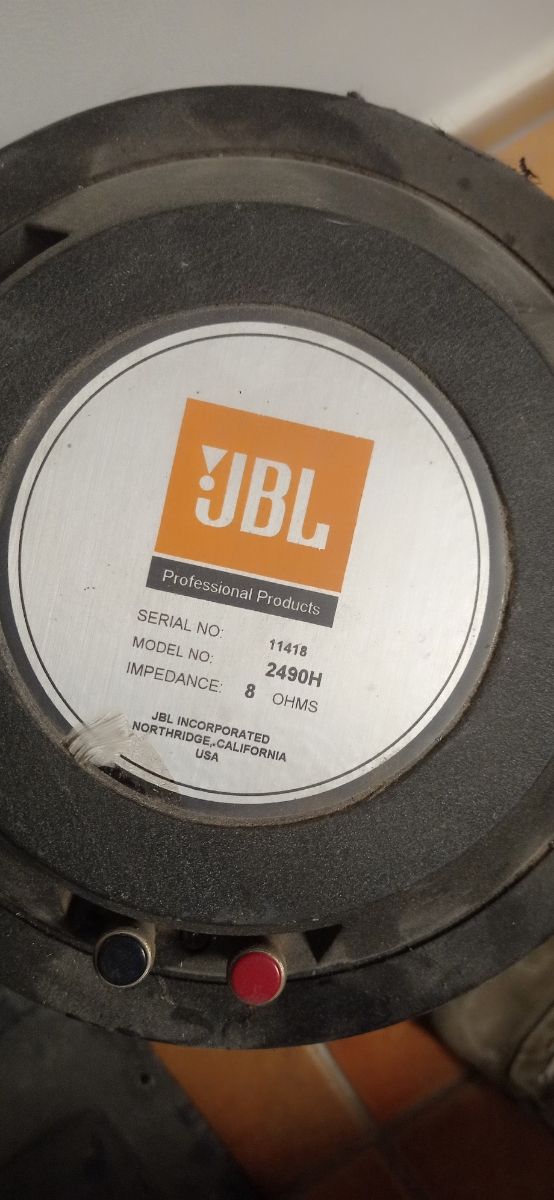 JBL
Professional Products
SERIAL NO: 11418
MODEL NO: 2490H
IMPEDANCE: 8 OHMS
JBL INCORPORATED
NORTHRIDGE, CALIFORNIA
USA